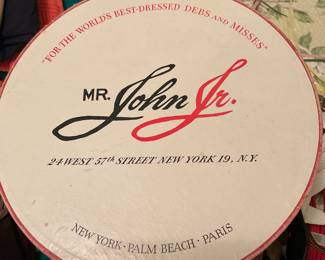 "FOR THE WORLD'S BEST-DRESSED DEBS AND MISSES"
MR. John Jr.
24 WEST 57th STREET NEW YORK 19, N.Y.
NEW YORK · PALM BEACH · PARIS